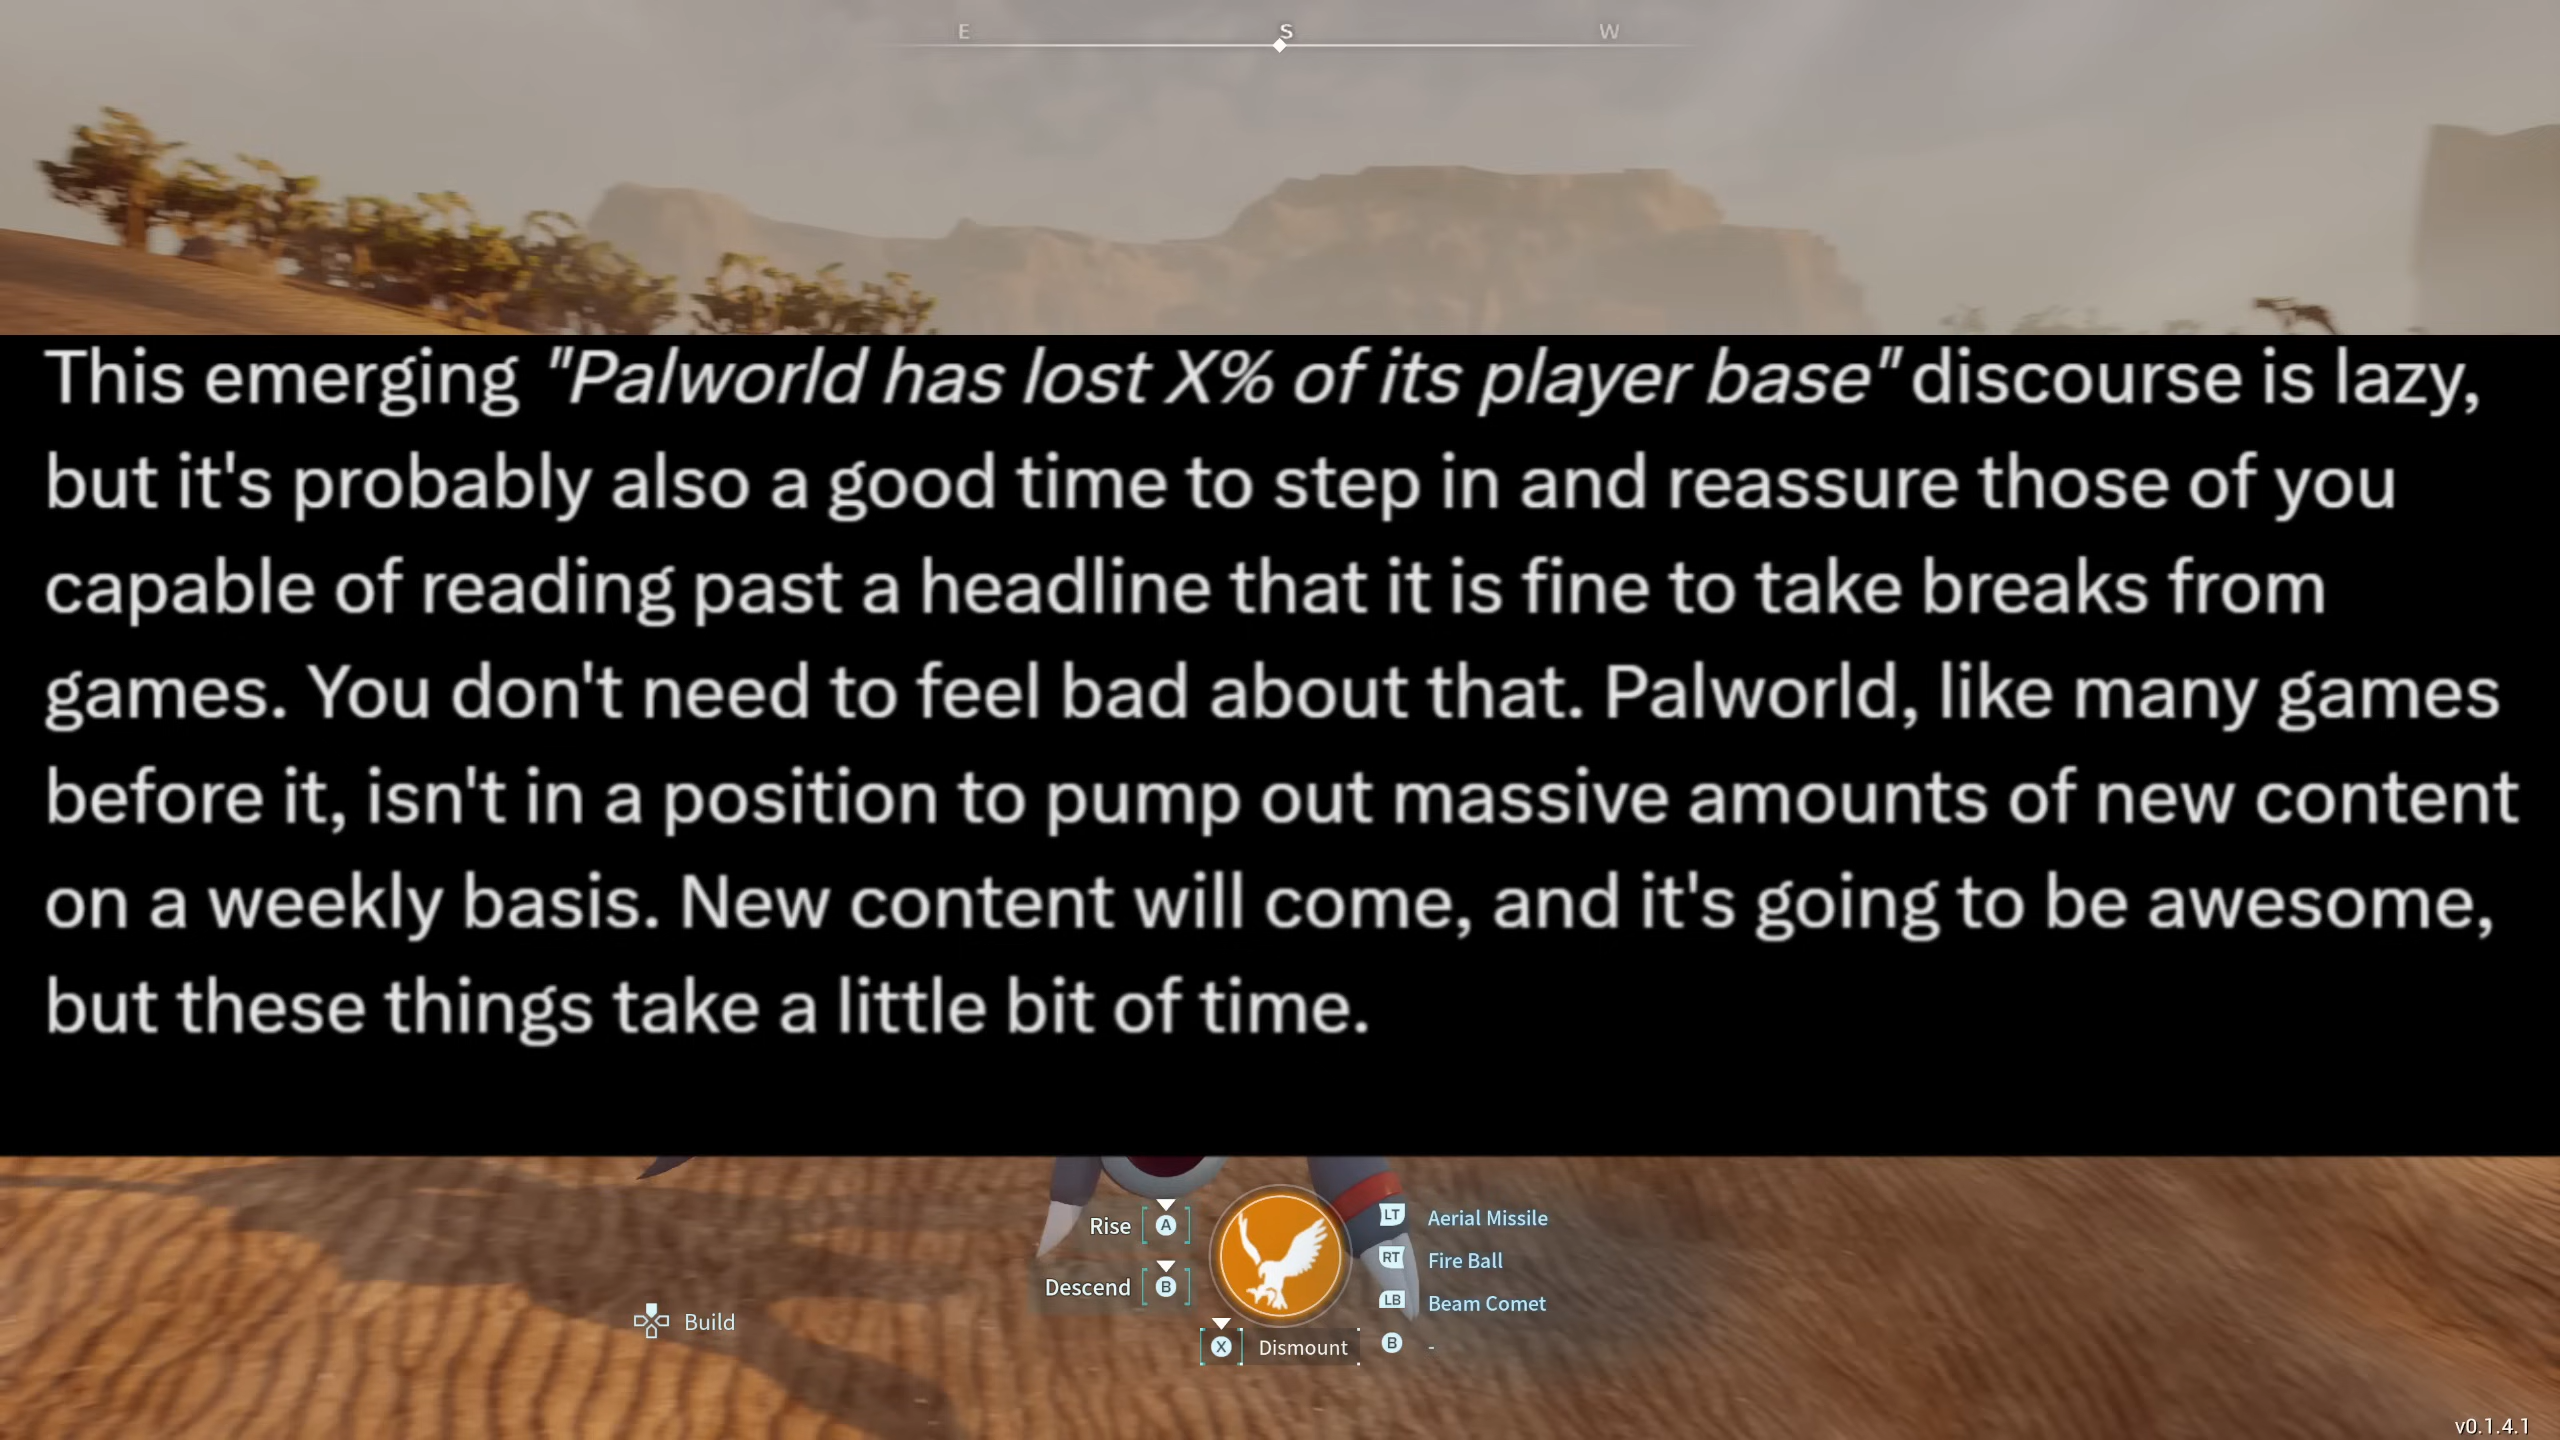 E S W
This emerging "Palworld has lost X% of its player base" discourse is lazy,
but it's probably also a good time to step in and reassure those of you
capable of reading past a headline that it is fine to take breaks from
games. You don't need to feel bad about that. Palworld, like many games
before it, isn't in a position to pump out massive amounts of new content
on a weekly basis. New content will come, and it's going to be awesome,
but these things take a little bit of time.
Rise A
Descend B
X Dismount
LT Aerial Missile
RT Fire Ball
LB Beam Comet
B -
Build
v0.1.4.1